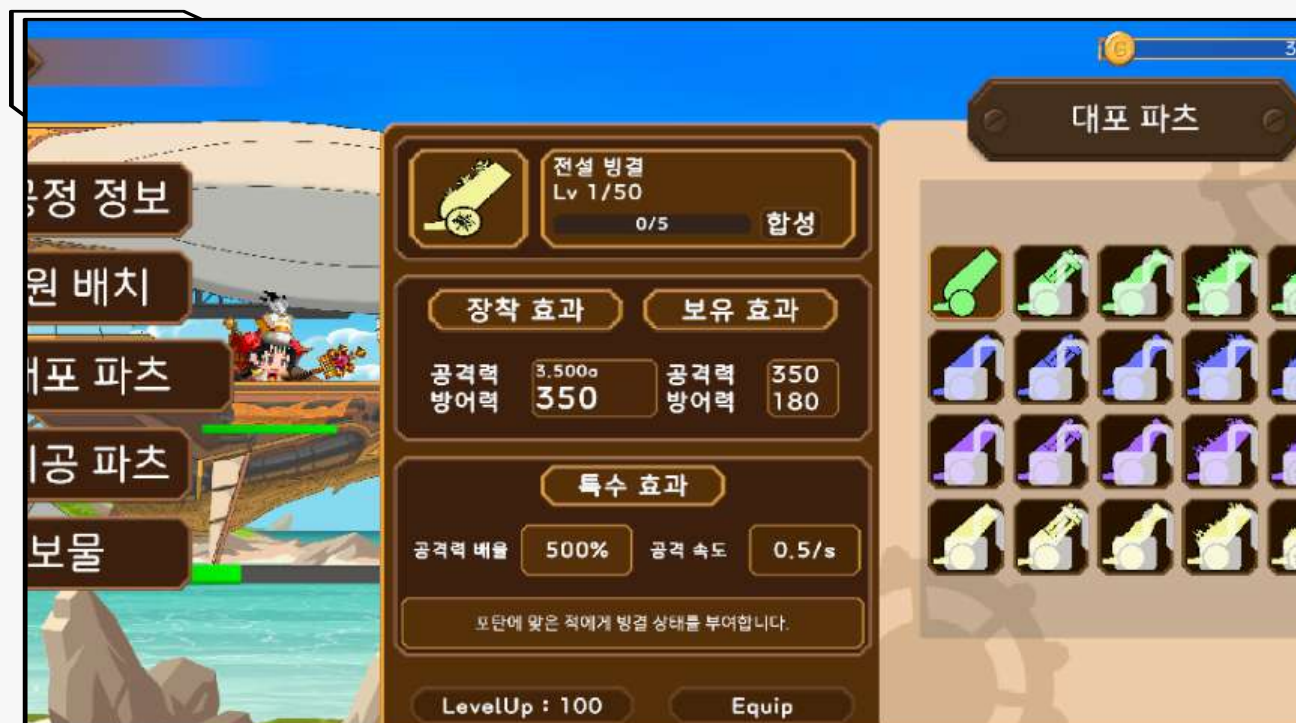 3
대포 파츠
전설 빙결
Lv 1/50
0/5
합성
정 정보
원 배치
포 파츠
공 파츠
보물
장착 효과
보유 효과
공격력 3.500a
방어력 350
공격력 350
방어력 180
특수 효과
공격력 배율 500% 공격 속도 0.5/s
포탄에 맞은 적에게 빙결 상태를 부여합니다.
LevelUp : 100
Equip